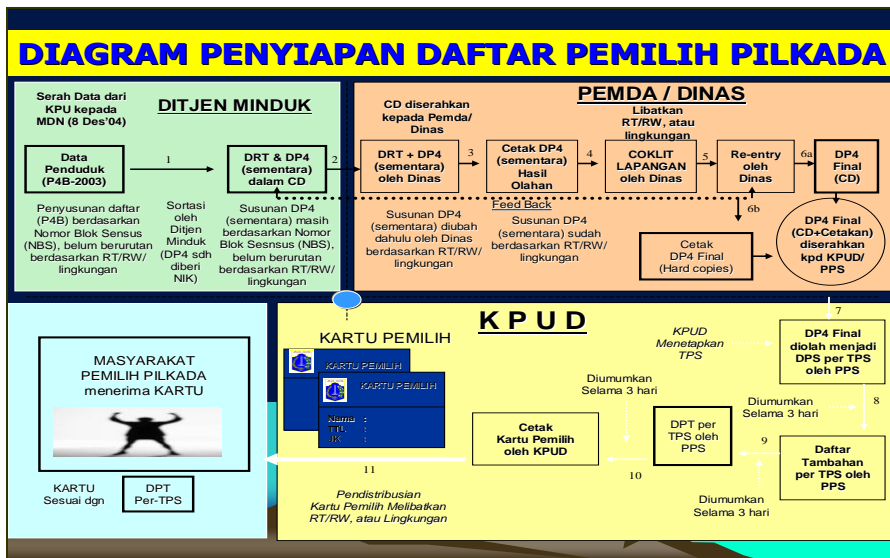 DIAGRAM PENYIAPAN DAFTAR PEMILIH PILKADA
Serah Data dari
KPU kepada
MDN (8 Des'04)
DITJEN MINDUK
Data
Penduduk
(P4B-2003)
1
DRT & DP4
(sementara)
dalam CD
2
Penyusunan daftar
(P4B) berdasarkan
Nomor Blok Sensus
(NBS), belum berurutan
berdasarkan RT/RW/
lingkungan
Sortasi
oleh
Ditjen
Minduk
(DP4 sdh
diberi
NIK)
Susunan DP4
(sementara) masih
berdasarkan Nomor
Blok Sesnsus (NBS),
belum berurutan
berdasarkan RT/RW/
lingkungan
PEMDA / DINAS
CD diserahkan
kepada Pemda/
Dinas
Libatkan
RT/RW, atau
lingkungan
DRT + DP4
(sementara)
oleh Dinas
3
Cetak DP4
(sementara)
Hasil
Olahan
4
COKLIT
LAPANGAN
oleh Dinas
5
Re-entry
oleh
Dinas
6a
DP4
Final
(CD)
Feed Back
6b
Susunan DP4
(sementara) diubah
dahulu oleh Dinas
berdasarkan RT/RW/
lingkungan
Susunan DP4
(sementara) sudah
berdasarkan RT/RW/
lingkungan
Cetak
DP4 Final
(Hard copies)
DP4 Final
(CD+Cetakan)
diserahkan
kpd KPUD/
PPS
7
K P U D
KPUD
Menetapkan
TPS
DP4 Final
diolah menjadi
DPS per TPS
oleh PPS
Diumumkan
Selama 3 hari
8
Daftar
Tambahan
per TPS oleh
PPS
9
Diumumkan
Selama 3 hari
DPT per
TPS oleh
PPS
10
Diumumkan
Selama 3 hari
Cetak
Kartu Pemilih
oleh KPUD
KARTU PEMILIH
KARTU PEMILIH
KARTU PEMILIH
Nama :
TTL :
JK :
11
Pendistribusian
Kartu Pemilih Melibatkan
RT/RW, atau Lingkungan
MASYARAKAT
PEMILIH PILKADA
menerima KARTU
KARTU
Sesuai dgn
DPT
Per-TPS